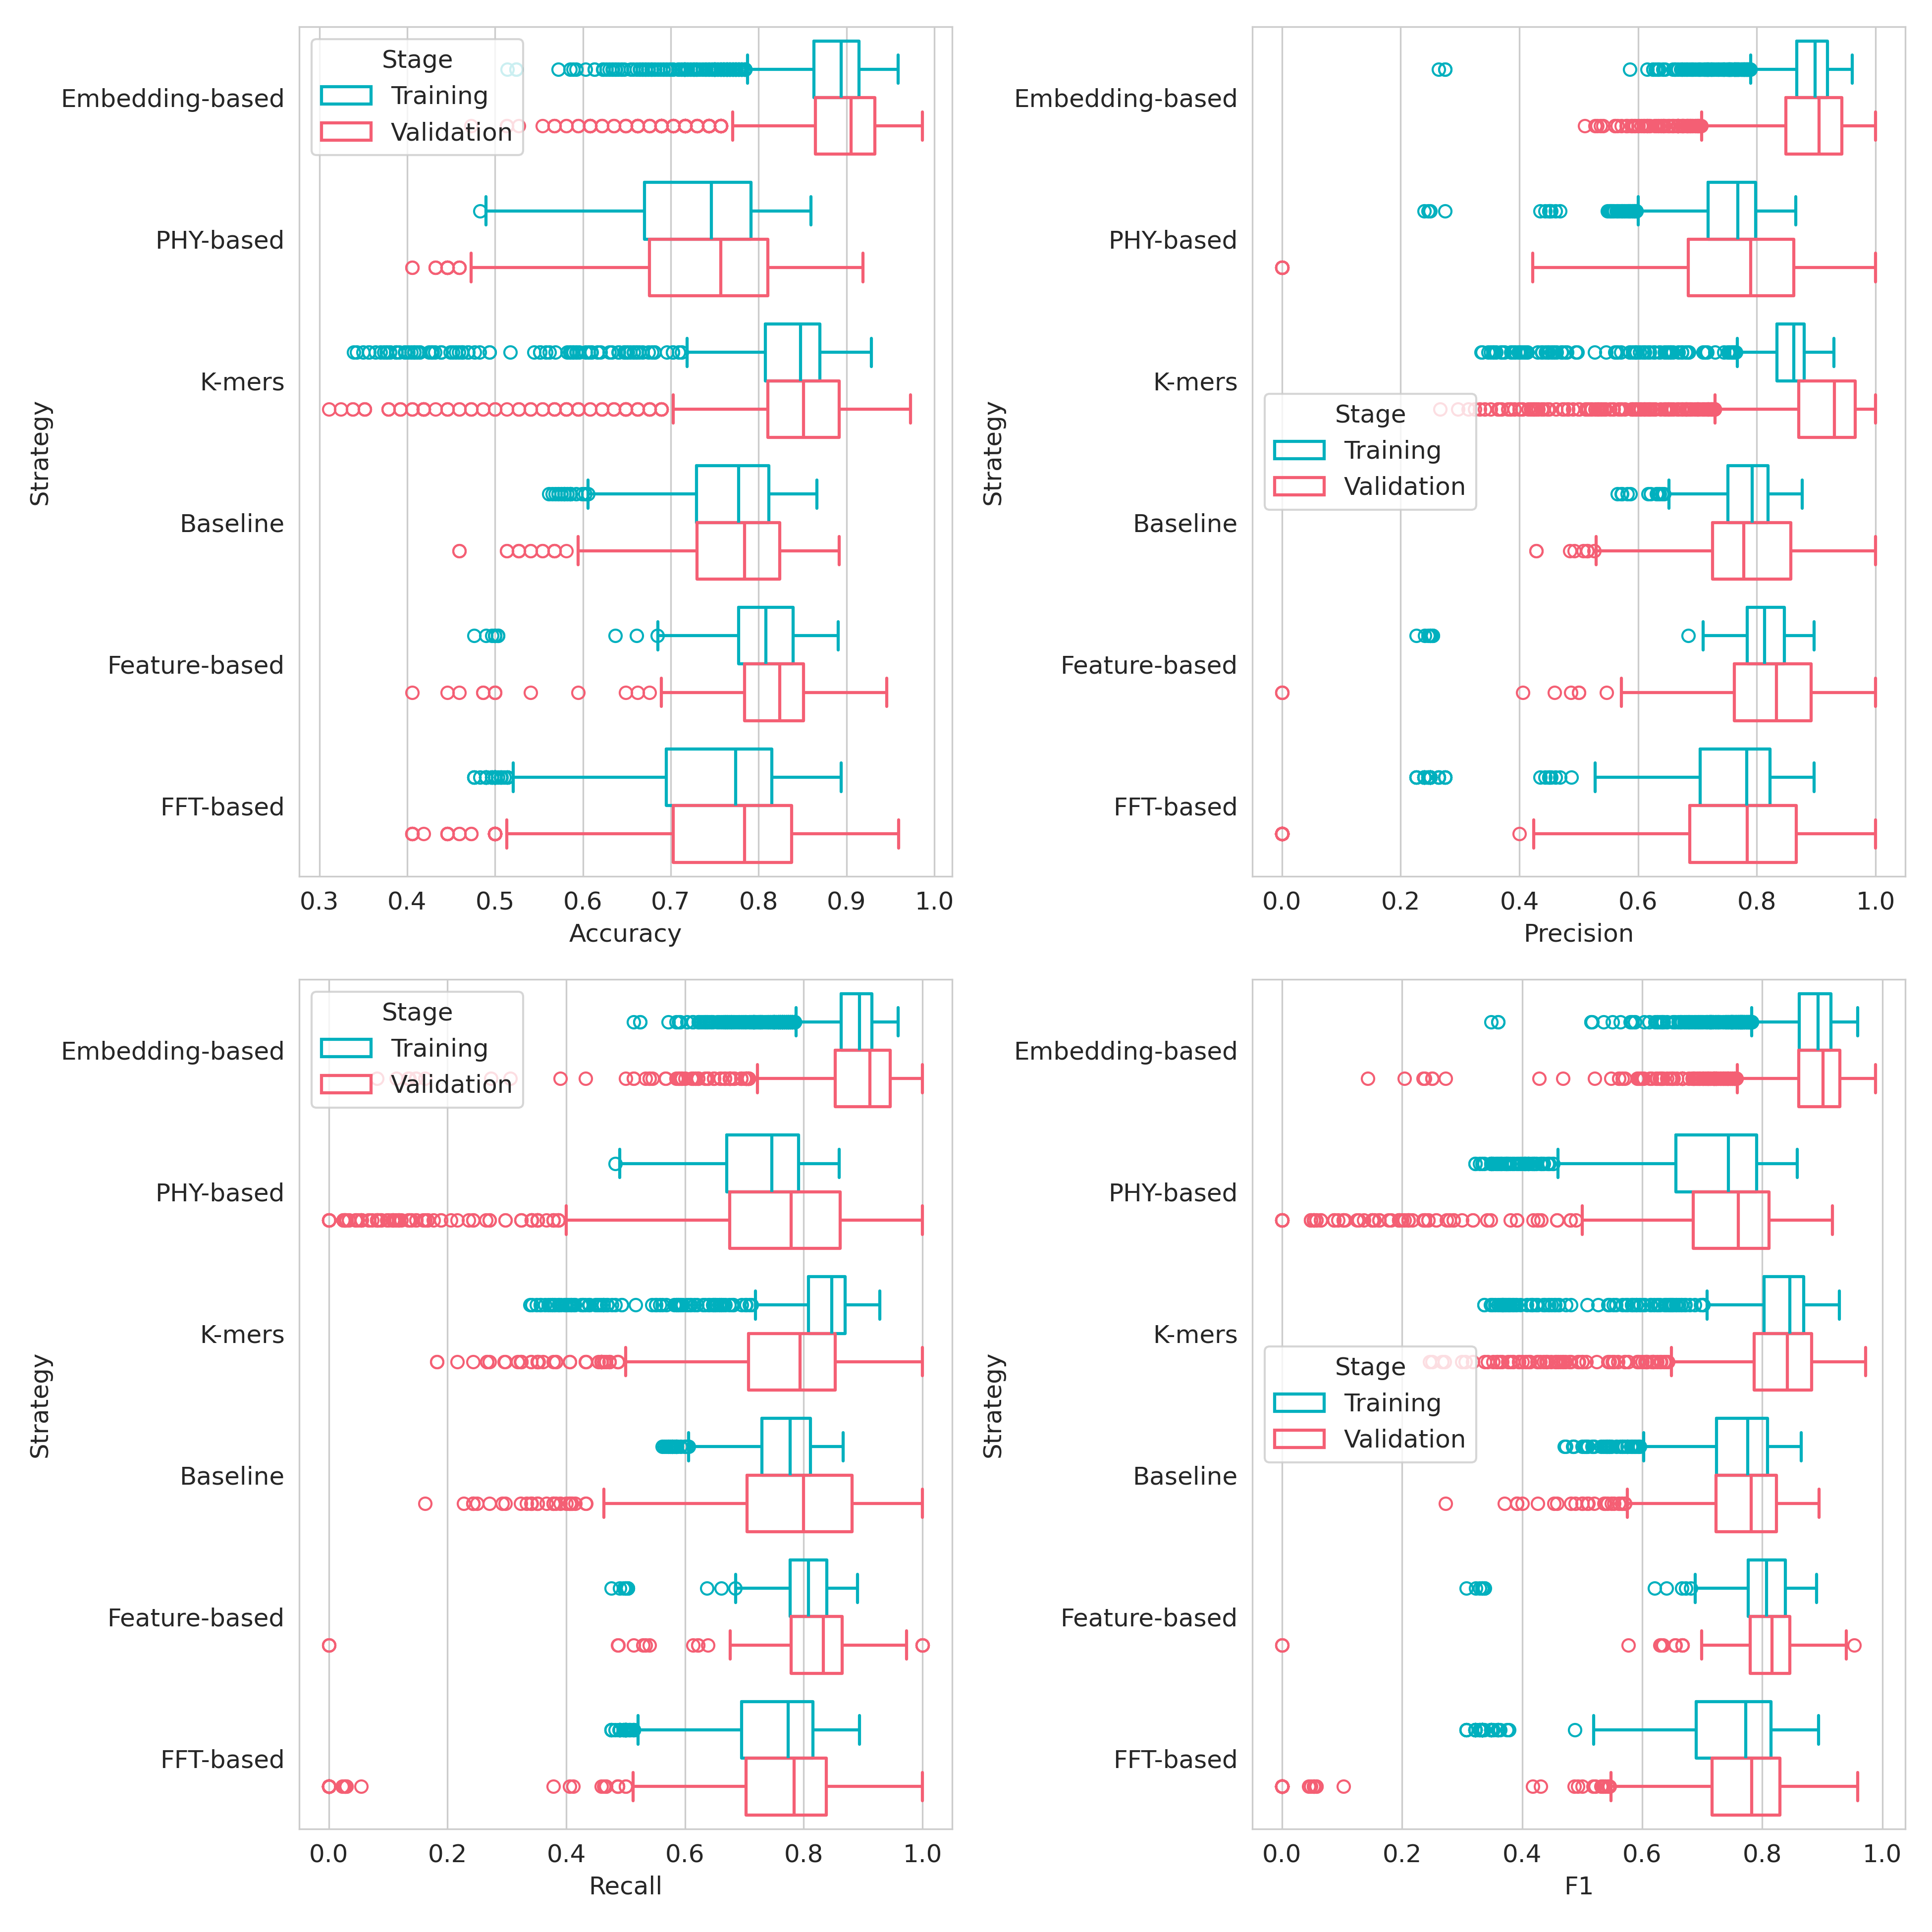 Stage
Training
Validation
Embedding-based
PHY-based
K-mers
Baseline
Feature-based
FFT-based
Strategy
0.3 0.4 0.5 0.6 0.7 0.8 0.9 1.0
Accuracy
Stage
Training
Validation
Embedding-based
PHY-based
K-mers
Baseline
Feature-based
FFT-based
Strategy
0.0 0.2 0.4 0.6 0.8 1.0
Precision
Stage
Training
Validation
Embedding-based
PHY-based
K-mers
Baseline
Feature-based
FFT-based
Strategy
0.0 0.2 0.4 0.6 0.8 1.0
Recall
Stage
Training
Validation
Embedding-based
PHY-based
K-mers
Baseline
Feature-based
FFT-based
Strategy
0.0 0.2 0.4 0.6 0.8 1.0
F1